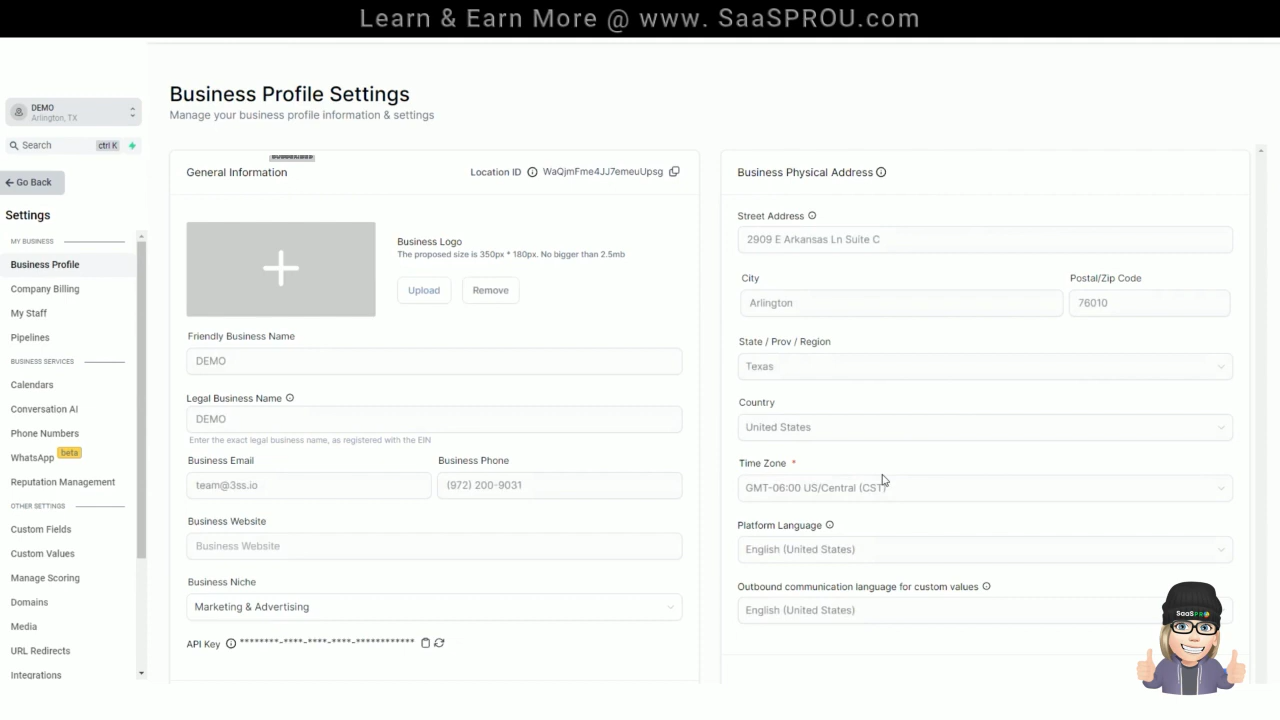 Learn & Earn More @ www. SaaSPROU.com
DEMO
Arlington, TX
Search ctrl K
Go Back
Settings
MY BUSINESS
Business Profile
Company Billing
My Staff
Pipelines
BUSINESS SERVICES
Calendars
Conversation AI
Phone Numbers
WhatsApp beta
Reputation Management
OTHER SETTINGS
Custom Fields
Custom Values
Manage Scoring
Domains
Media
URL Redirects
Integrations
Business Profile Settings
Manage your business profile information & settings
General Information
Location ID WaQjmFme4JJ7emeuUpsg
Business Logo
The proposed size is 350px * 180px. No bigger than 2.5mb
Upload Remove
Friendly Business Name
DEMO
Legal Business Name
DEMO
Enter the exact legal business name, as registered with the EIN
Business Email Business Phone
team@3ss.io (972) 200-9031
Business Website
Business Website
Business Niche
Marketing & Advertising
API Key ********-****-****-****-************
Business Physical Address
Street Address
2909 E Arkansas Ln Suite C
City Postal/Zip Code
Arlington 76010
State / Prov / Region
Texas
Country
United States
Time Zone *
GMT-06:00 US/Central (CST)
Platform Language
English (United States)
Outbound communication language for custom values
English (United States)
SaaSPRO